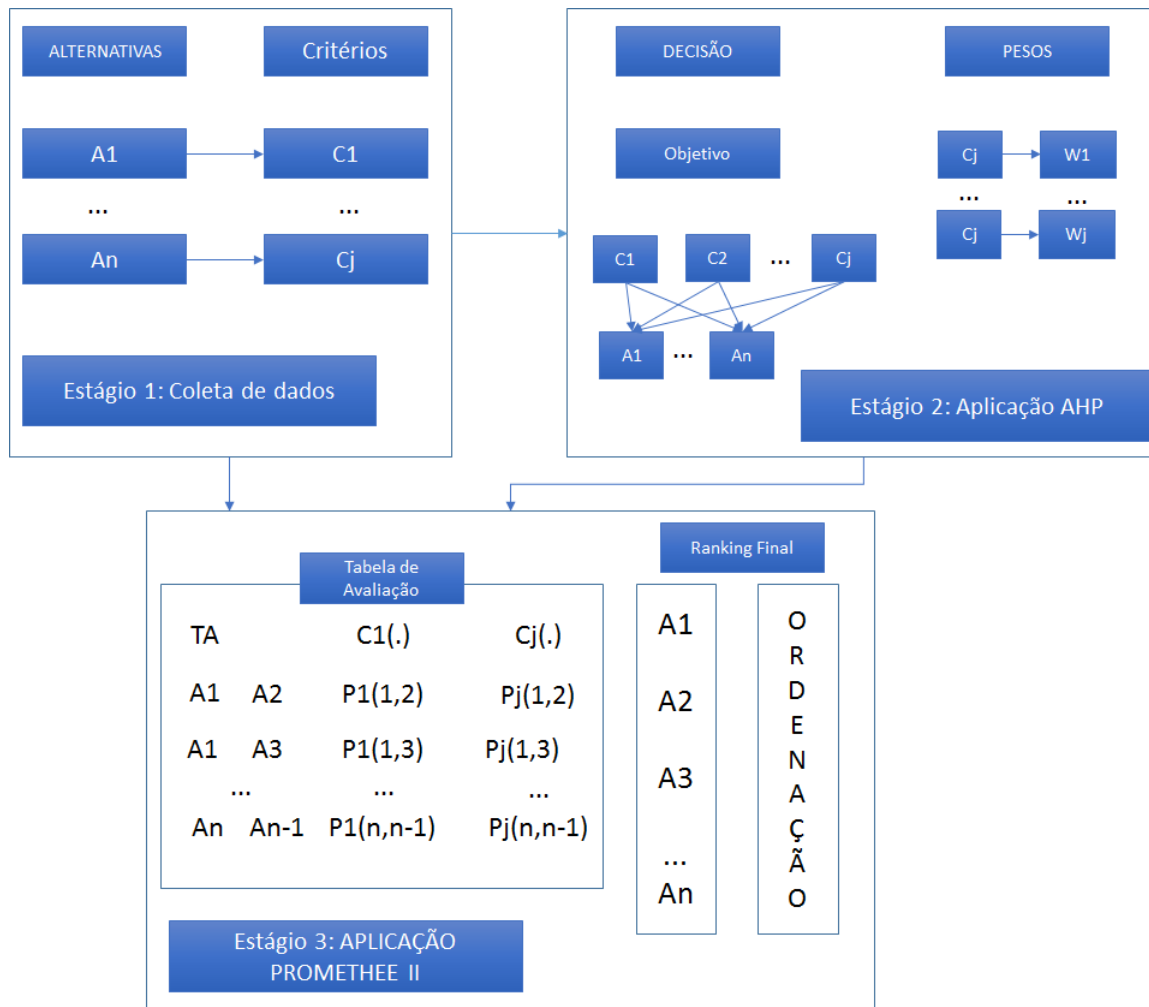 ALTERNATIVAS
Critérios
A1
C1
...
...
An
Cj
Estágio 1: Coleta de dados
DECISÃO
PESOS
Objetivo
Cj
W1
...
...
Cj
Wj
C1
C2
...
Cj
A1
...
An
Estágio 2: Aplicação AHP
Tabela de
Avaliação
TA C1(.) Cj(.)
A1 A2 P1(1,2) Pj(1,2)
A1 A3 P1(1,3) Pj(1,3)
... ... ...
An An-1 P1(n,n-1) Pj(n,n-1)
Ranking Final
A1
A2
A3
...
An
O
R
D
E
N
A
Ç
Ã
O
Estágio 3: APLICAÇÃO
PROMETHEE II